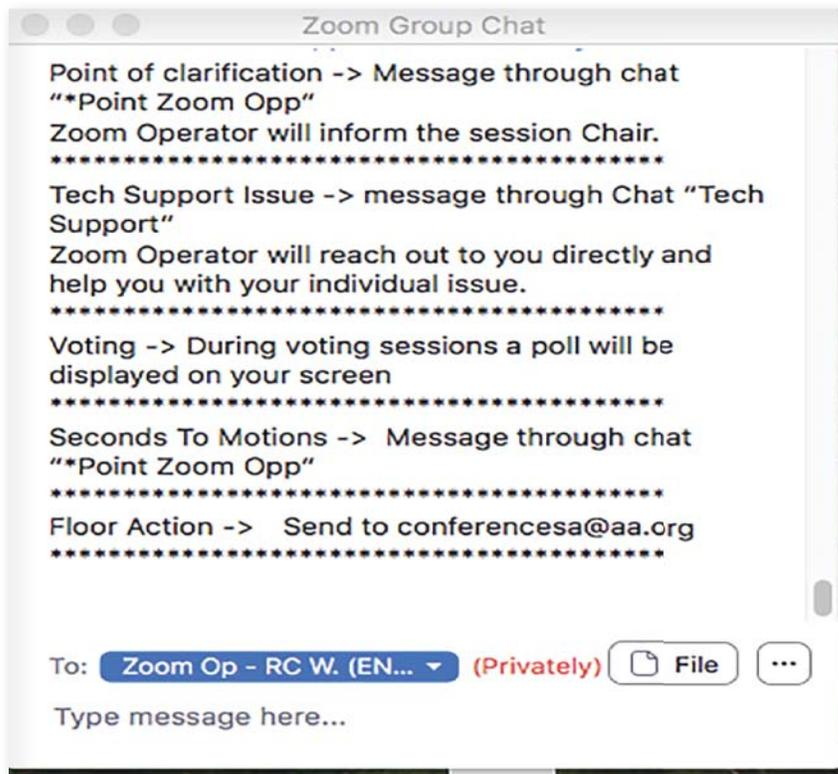 Zoom Group Chat
Point of clarification -> Message through chat
"*Point Zoom Opp"
Zoom Operator will inform the session Chair.
******************************************
Tech Support Issue -> message through Chat "Tech
Support"
Zoom Operator will reach out to you directly and
help you with your individual issue.
******************************************
Voting -> During voting sessions a poll will be
displayed on your screen
******************************************
Seconds To Motions -> Message through chat
"*Point Zoom Opp"
******************************************
Floor Action -> Send to conferencesa@aa.org
******************************************
To: Zoom Op - RC W. (EN... (Privately) File ...
Type message here...